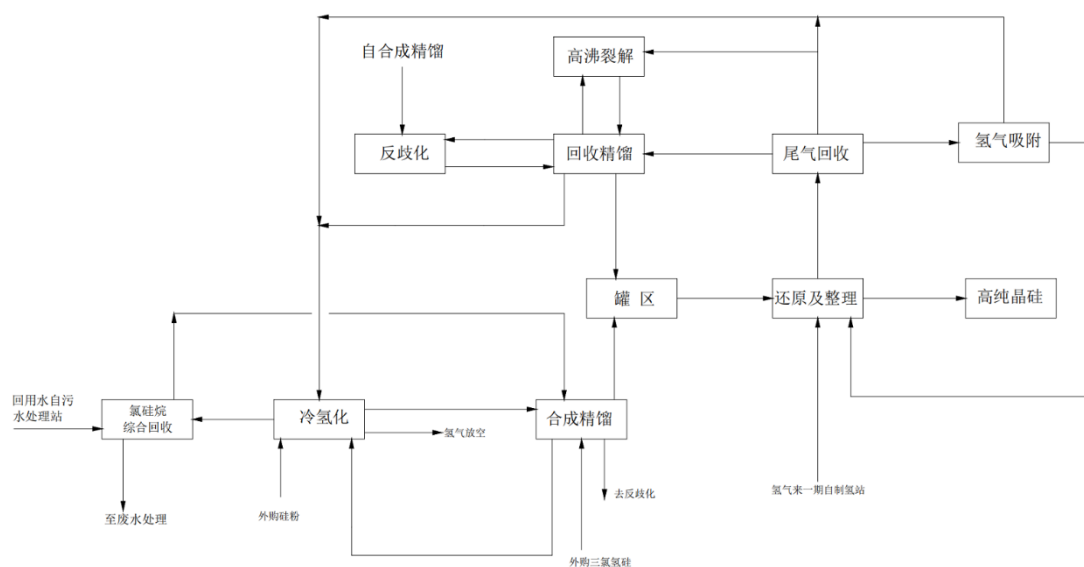 自合成精馏
高沸裂解
反歧化
回收精馏
尾气回收
氢气吸附
罐 区
还原及整理
高纯晶硅
回用水自污
水处理站
氯硅烷
综合回收
冷氢化
合成精馏
氢气放空
去反歧化
氢气来一期自制氢站
至废水处理
外购硅粉
外购三氯氢硅